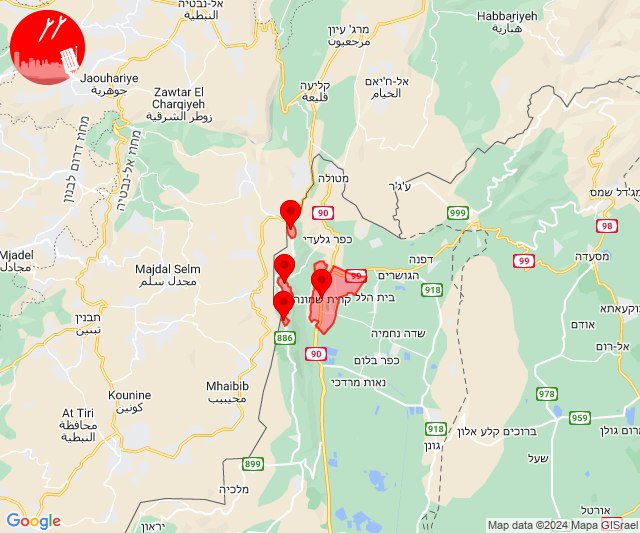 אל-נבטיה
النبطية
מרג' עיון
مرجعيون
Habbariyeh
هبارية
Jaouhariye
جوهرية
Zawtar El
Charqiyeh
زوطر الشرقية
קליעה
قليعة
אל-ח'יאם
الخيام
מחוז אל-נבטיה
מחוז דרום לבנון
מטולה
ע'ג'ר
מג'דל שמס
90
999
98
כפר גלעדי
99
Mjadel
مجادل
Majdal Selm
مجدل سلم
דפנה
הגושרים
מסעדה
99
918
קרית שמונה
בית הלל
תבנין
تبنين
886
שדה נחמיה
אודם
בוקעאתא
אל-רום
90
כפר בלום
Mhaibib
محيبيب
נאות מרדכי
Kounine
كونين
At Tiri
محافظة
النبطية
978
959
918
גונן
ברוכים קלע אלון
מרום גולן
899
שעל
מלכיה
יראון
אורטל
Google
Map data ©2024 Mapa GISrael